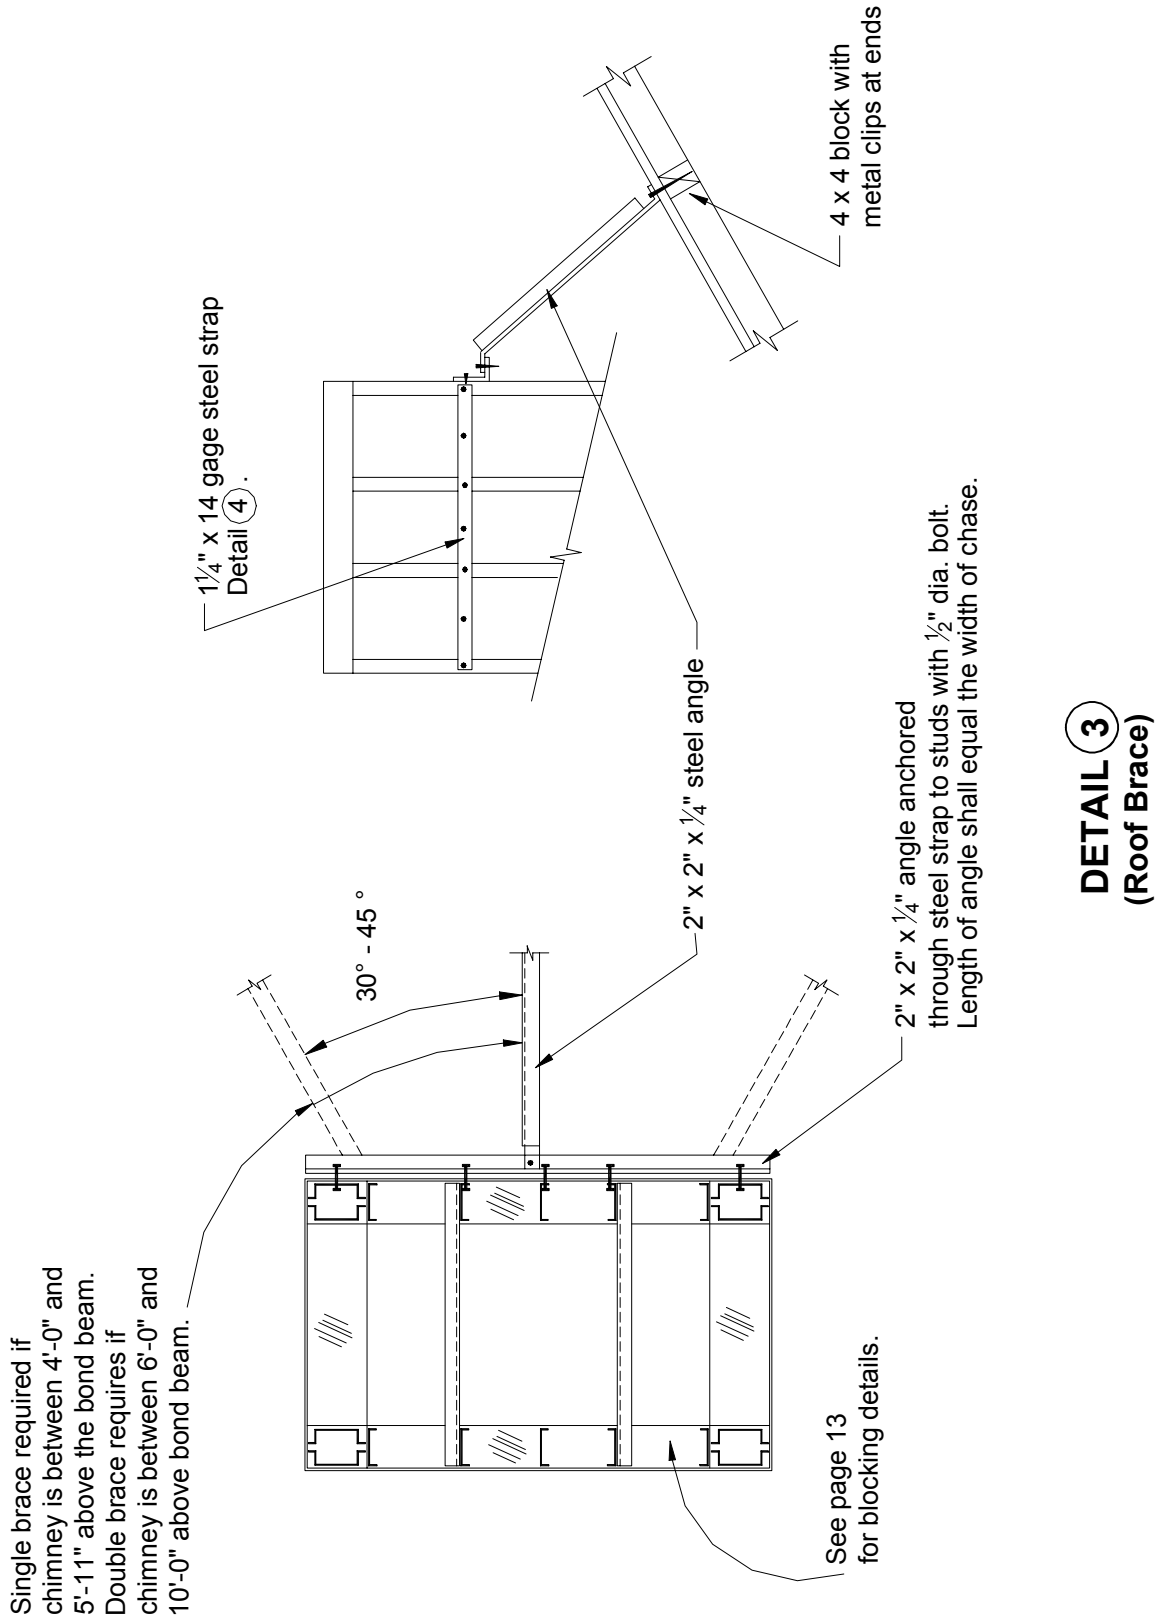 Single brace required if
chimney is between 4'-0" and
5'-11" above the bond beam.
Double brace requires if
chimney is between 6'-0" and
10'-0" above bond beam.
30° - 45 °
1¼" x 14 gage steel strap
Detail 4 .
2" x 2" x ¼" steel angle
4 x 4 block with
metal clips at ends
See page 13
for blocking details.
2" x 2" x ¼" angle anchored
through steel strap to studs with ½" dia. bolt.
Length of angle shall equal the width of chase.
DETAIL 3
(Roof Brace)